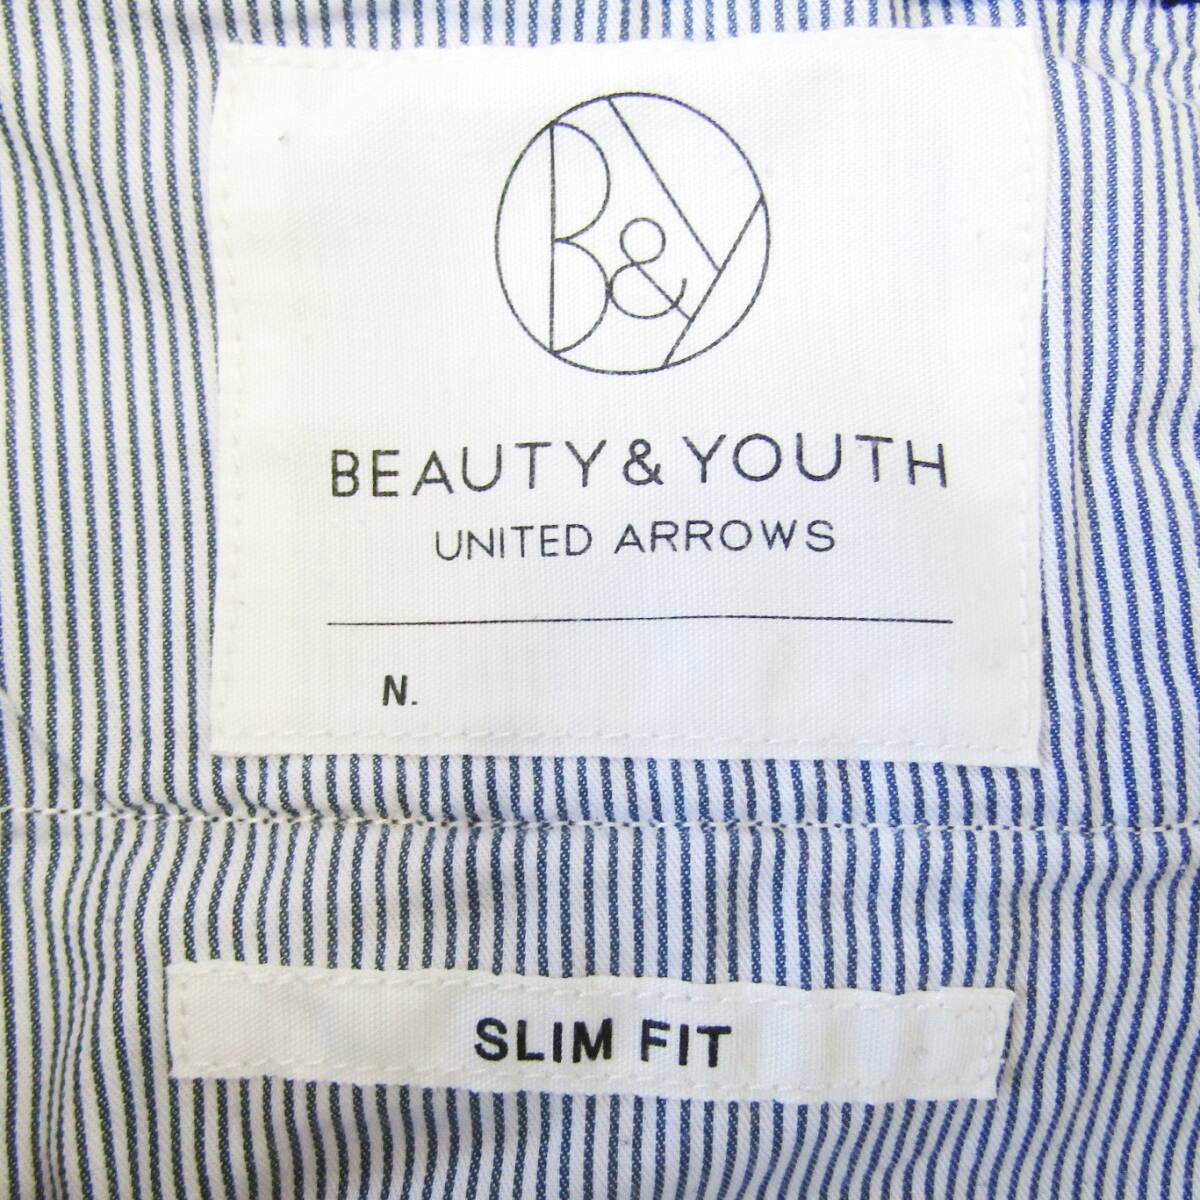 B&Y
BEAUTY & YOUTH
UNITED ARROWS
N.
SLIM FIT